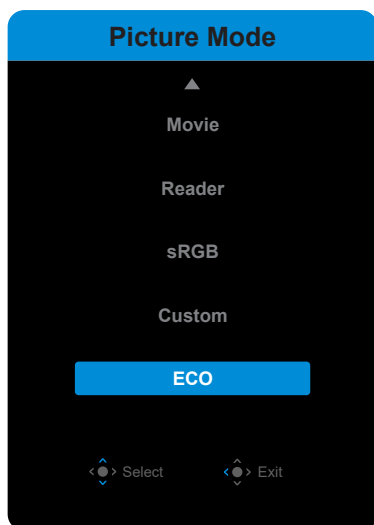 Picture Mode
Movie
Reader
sRGB
Custom
ECO
Select Exit